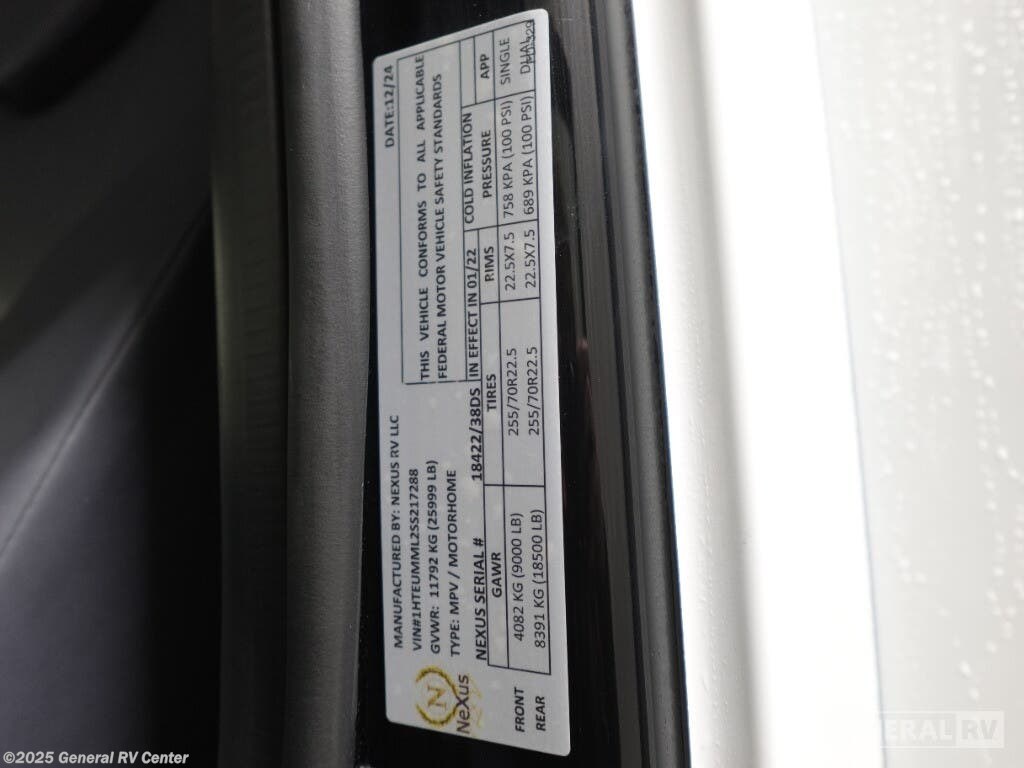 DATE:12/24
MANUFACTURED BY: NEXUS RV LLC
VIN#1HTEUMML2SS217288
GVWR: 11792 KG (25999 LB)
TYPE: MPV / MOTORHOME
THIS VEHICLE CONFORMS TO ALL APPLICABLE
FEDERAL MOTOR VEHICLE SAFETY STANDARDS
IN EFFECT IN 01/22
N
NeXus
NEXUS SERIAL # 18422/38DS
GAWR TIRES RIMS COLD INFLATION PRESSURE APP
FRONT 4082 KG (9000 LB) 255/70R22.5 22.5X7.5 758 KPA (100 PSI) SINGLE
REAR 8391 KG (18500 LB) 255/70R22.5 22.5X7.5 689 KPA (100 PSI) DUAL
©2025 General RV Center
GENERAL RV